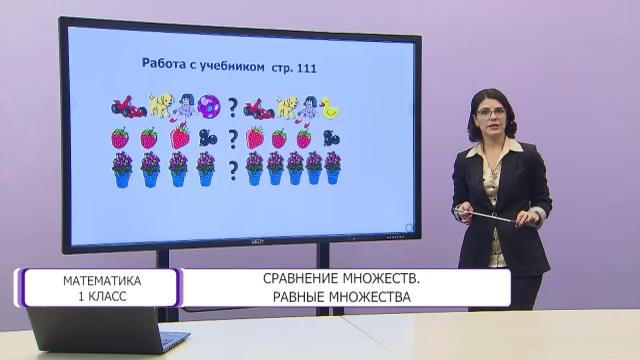 Работа с учебником стр. 111
?
?
?
МАТЕМАТИКА
1 КЛАСС
СРАВНЕНИЕ МНОЖЕСТВ.
РАВНЫЕ МНОЖЕСТВА